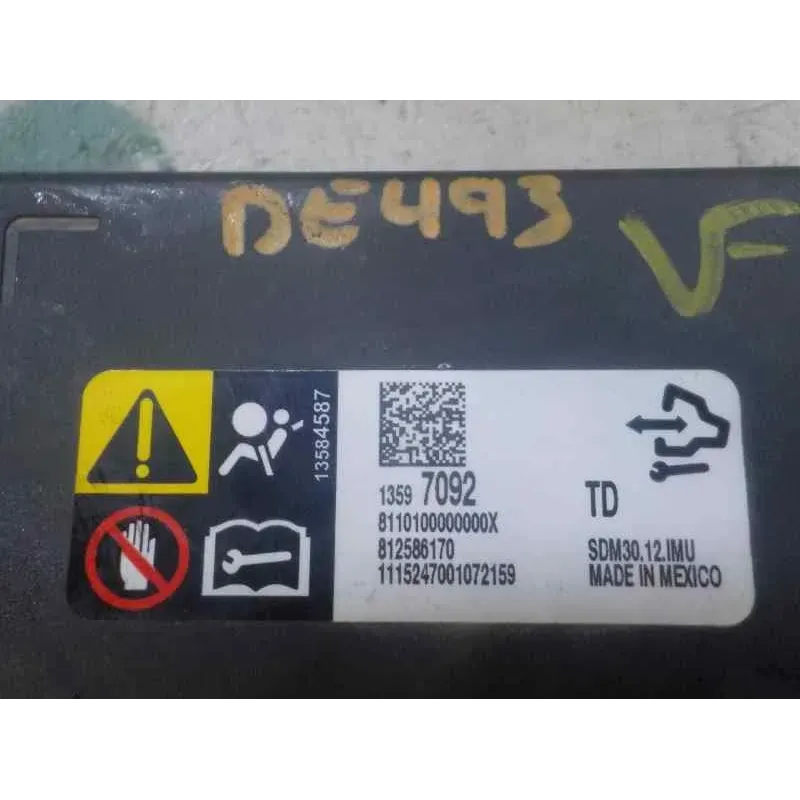 DE493
VF
13584587
1359 7092
TD
8110100000000X
812586170
SDM30.12.IMU
1115247001072159
MADE IN MEXICO